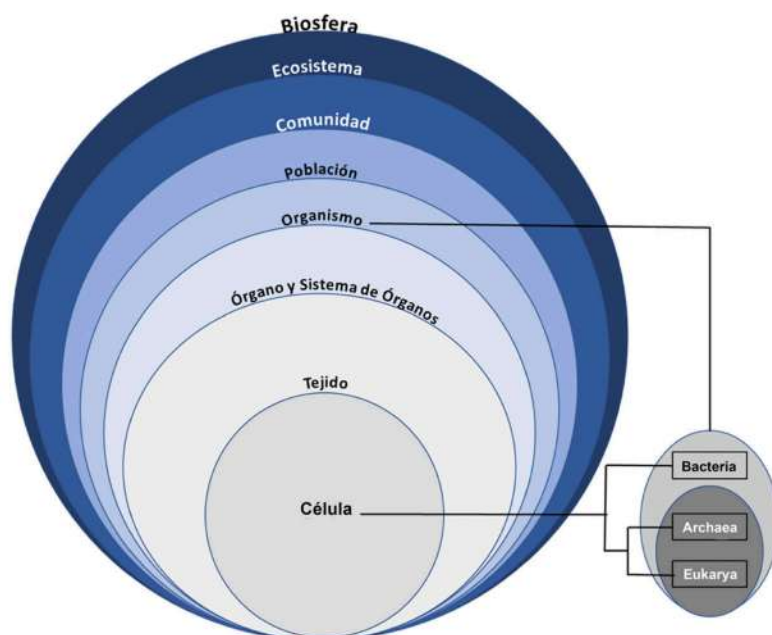 Biosfera
Ecosistema
Comunidad
Población
Organismo
Órgano y Sistema de Órganos
Tejido
Célula
Bacteria
Archaea
Eukarya